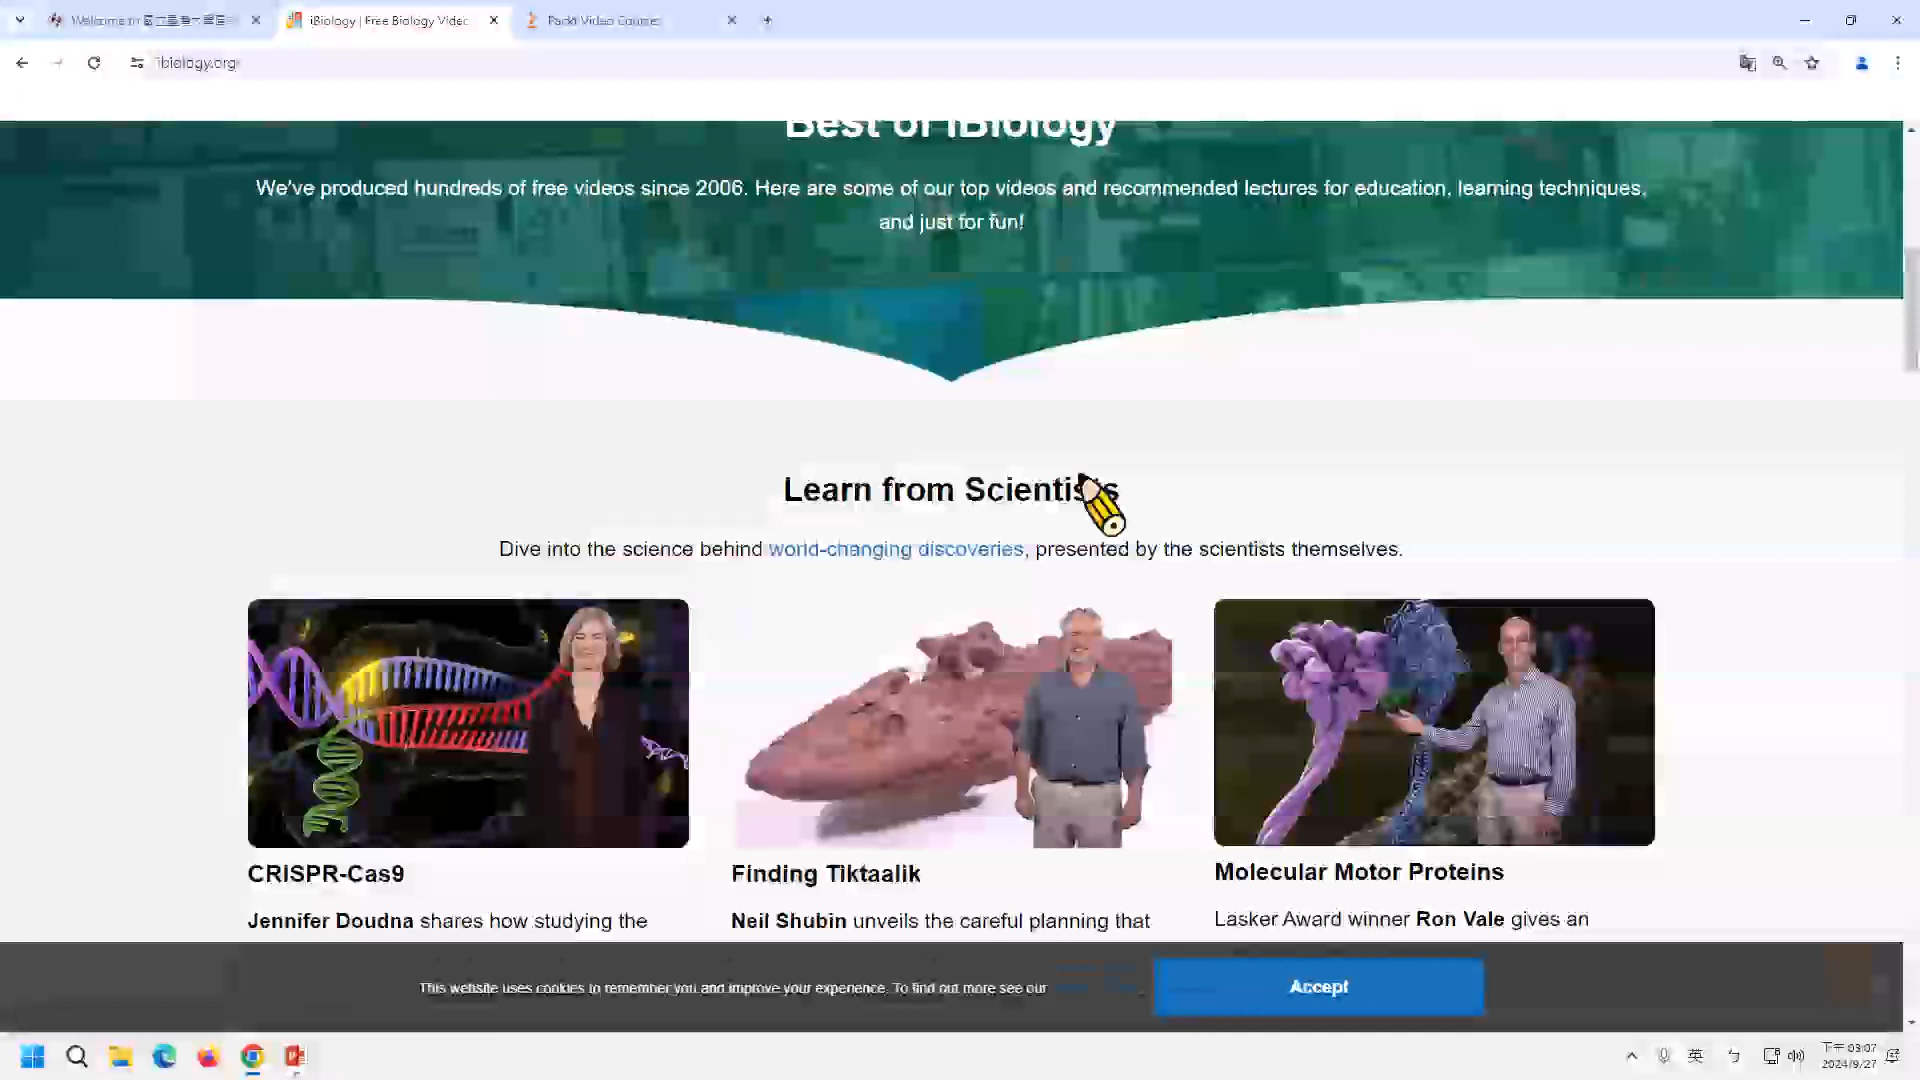 iBiology | Free Biology Video
Packt Video Courses
ibiology.org
Best of iBiology
We've produced hundreds of free videos since 2006. Here are some of our top videos and recommended lectures for education, learning techniques,
and just for fun!
Learn from Scientists
Dive into the science behind world-changing discoveries, presented by the scientists themselves.
CRISPR-Cas9
Finding Tiktaalik
Molecular Motor Proteins
Jennifer Doudna shares how studying the
Neil Shubin unveils the careful planning that
Lasker Award winner Ron Vale gives an
This website uses cookies to remember you and improve your experience. To find out more see our
Accept
英
下午 03:07
2024/9/27